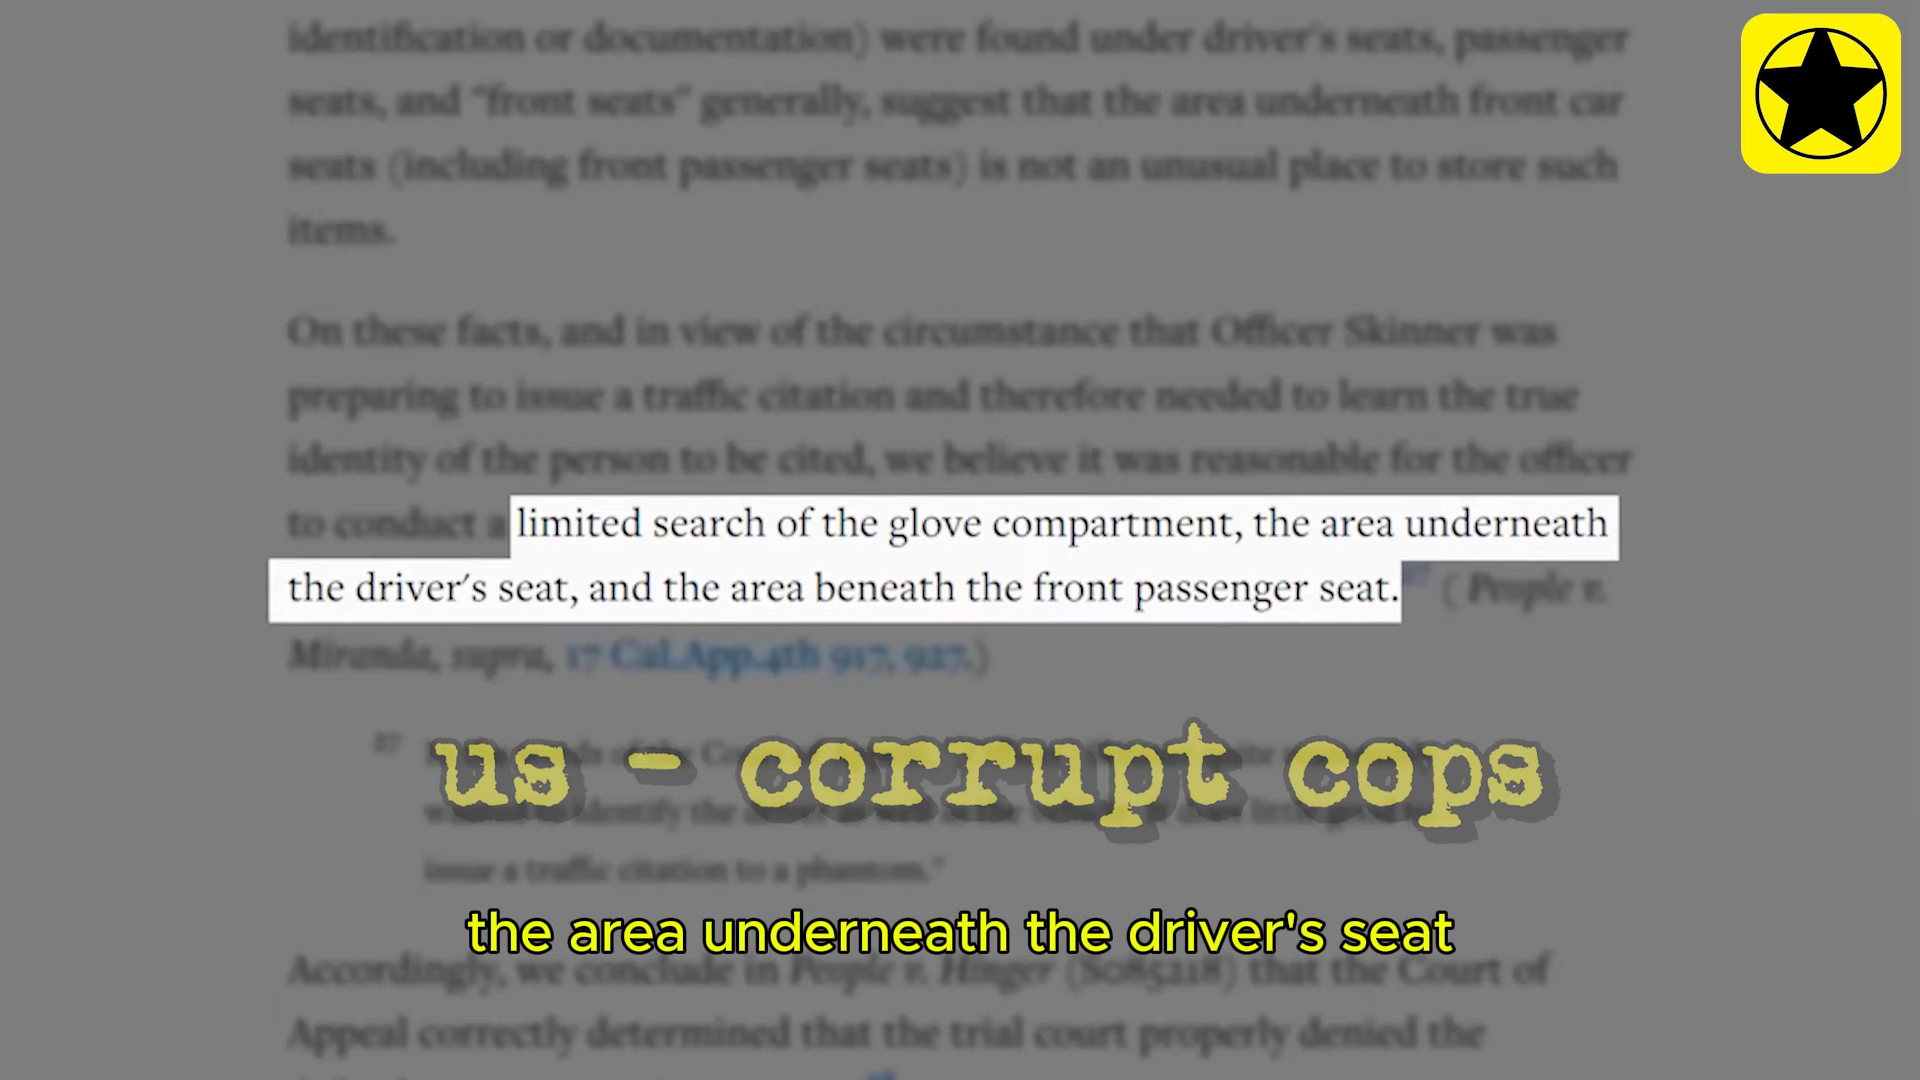 identification or documentation) were found under driver's seats, passenger
seats, and "front seats" generally, suggest that the area underneath front car
seats (including front passenger seats) is not an unusual place to store such
items.
On these facts, and in view of the circumstance that Officer Skinner was
preparing to issue a traffic citation and therefore needed to learn the true
identity of the person to be cited, we believe it was reasonable for the officer
to conduct a limited search of the glove compartment, the area underneath
the driver's seat, and the area beneath the front passenger seat.27 (People v.
Miranda, supra, 17 Cal.App.4th 917, 927.)
27
us - corrupt cops
identify the
issue a traffic citation to a phantom."
the area underneath the driver's seat
Accordingly, we conclude in People v. Hinger (S085218) that the Court of
Appeal correctly determined that the trial court properly denied the